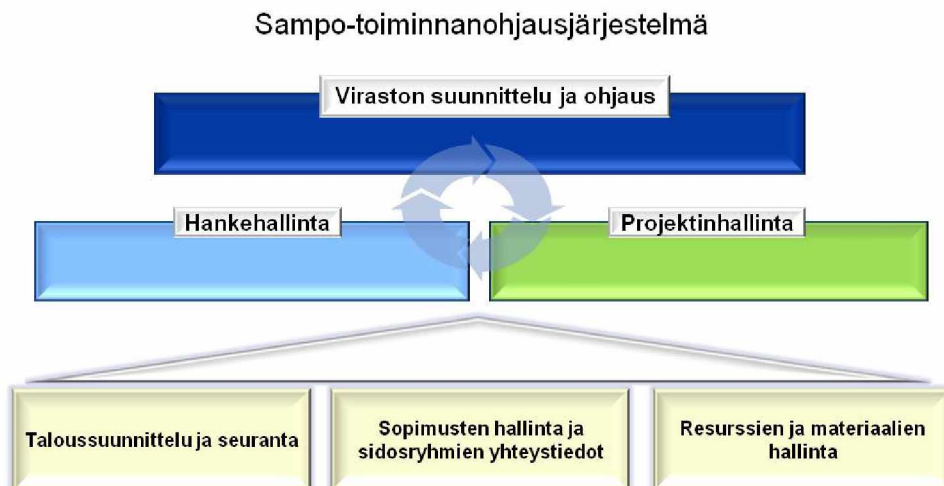 Sampo-toiminnanohjausjärjestelmä
Viraston suunnittelu ja ohjaus
Hankehallinta
Projektinhallinta
Taloussuunnittelu ja seuranta
Sopimusten hallinta ja
sidosryhmien yhteystiedot
Resurssien ja materiaalien
hallinta